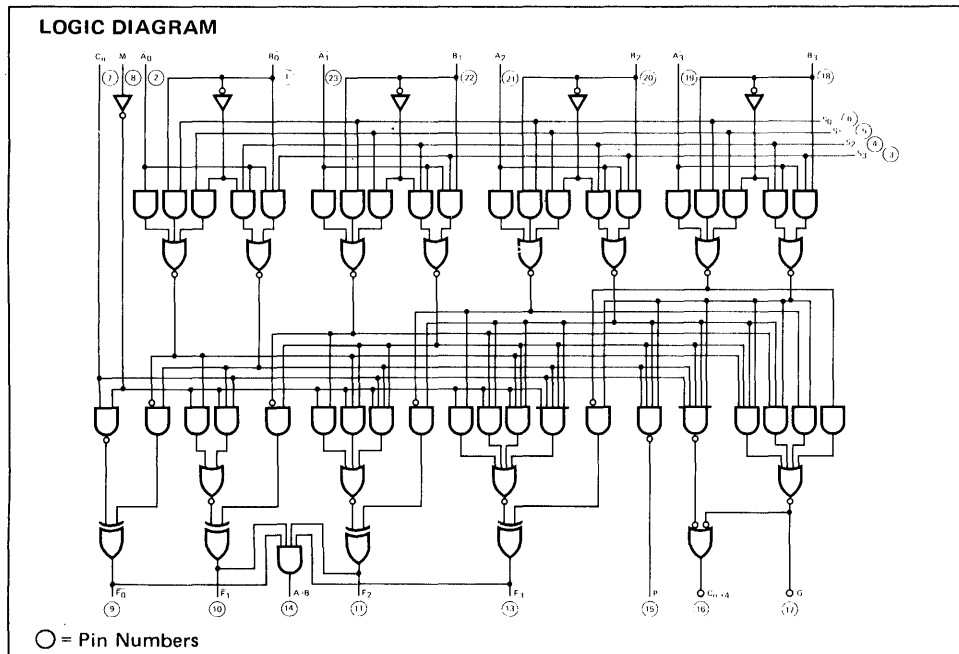 LOGIC DIAGRAM
Cn M A0 B0 A1 B1 A2 B2 A3 B3
7 8 2 1 23 22 21 20 19 18
S0
S1 5
S2 4
S3 3
F0 F1 A=B F2 F3 P Cn+4 G
9 10 14 11 13 15 16 17
= Pin Numbers